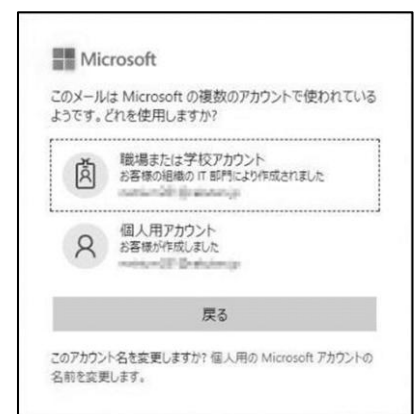 Microsoft
このメールは Microsoft の複数のアカウントで使われている
ようです。どれを使用しますか?
職場または学校アカウント
お客様の組織の IT 部門により作成されました
個人用アカウント
お客様が作成しました
戻る
このアカウント名を変更しますか? 個人用の Microsoft アカウントの
名前を変更します。